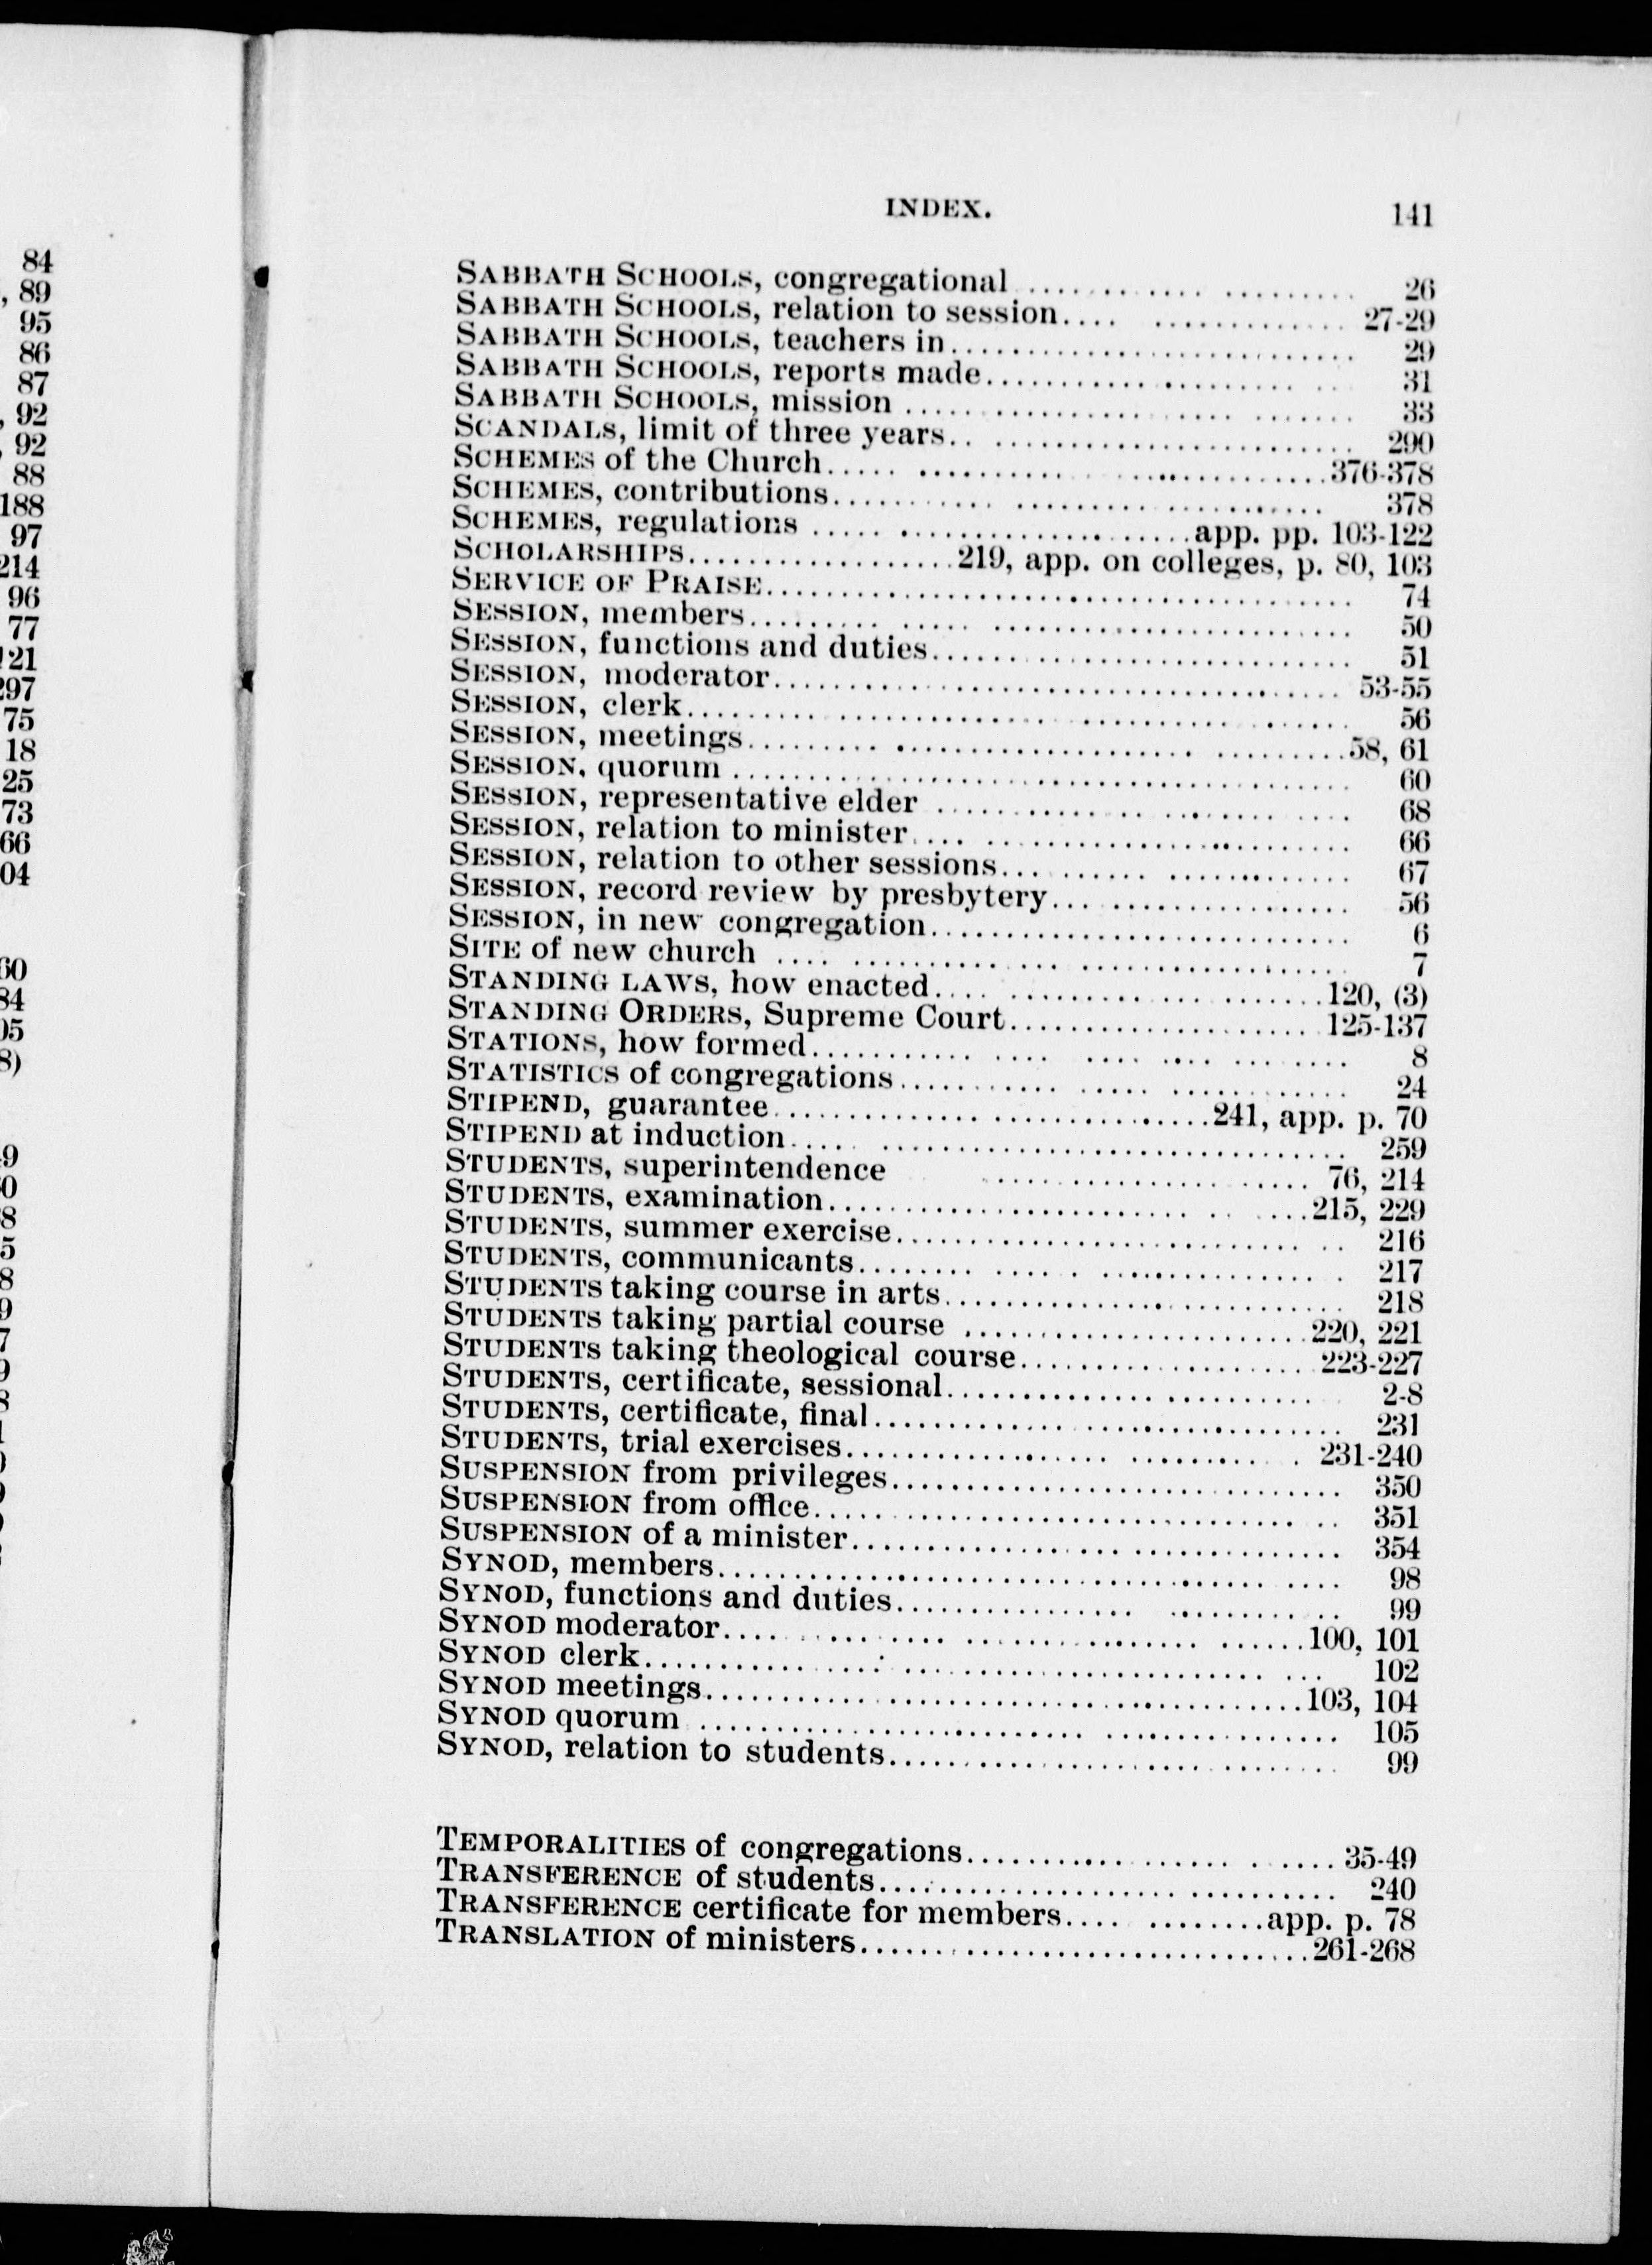 INDEX. 141
SABBATH SCHOOLS, congregational .... 26
SABBATH SCHOOLS, relation to session.... 27-29
SABBATH SCHOOLS, teachers in.... 29
SABBATH SCHOOLS, reports made.... 31
SABBATH SCHOOLS, mission .... 33
SCANDALS, limit of three years.... 290
SCHEMES of the Church.... 376-378
SCHEMES, contributions.... 378
SCHEMES, regulations .... app. pp. 103-122
SCHOLARSHIPS.... 219, app. on colleges, p. 80, 103
SERVICE OF PRAISE.... 74
SESSION, members.... 50
SESSION, functions and duties.... 51
SESSION, moderator.... 53-55
SESSION, clerk.... 56
SESSION, meetings.... 58, 61
SESSION, quorum .... 60
SESSION, representative elder .... 68
SESSION, relation to minister.... 66
SESSION, relation to other sessions.... 67
SESSION, record review by presbytery.... 56
SESSION, in new congregation.... 6
SITE of new church .... 7
STANDING LAWS, how enacted.... 120, (3)
STANDING ORDERS, Supreme Court.... 125-137
STATIONS, how formed.... 8
STATISTICS of congregations.... 24
STIPEND, guarantee.... 241, app. p. 70
STIPEND at induction.... 259
STUDENTS, superintendence .... 76, 214
STUDENTS, examination.... 215, 229
STUDENTS, summer exercise.... 216
STUDENTS, communicants.... 217
STUDENTS taking course in arts.... 218
STUDENTS taking partial course .... 220, 221
STUDENTS taking theological course.... 223-227
STUDENTS, certificate, sessional.... 2-8
STUDENTS, certificate, final.... 231
STUDENTS, trial exercises.... 231-240
SUSPENSION from privileges.... 350
SUSPENSION from office.... 351
SUSPENSION of a minister.... 354
SYNOD, members.... 98
SYNOD, functions and duties.... 99
SYNOD moderator.... 100, 101
SYNOD clerk.... 102
SYNOD meetings.... 103, 104
SYNOD quorum .... 105
SYNOD, relation to students.... 99
TEMPORALITIES of congregations.... 35-49
TRANSFERENCE of students.... 240
TRANSFERENCE certificate for members.... app. p. 78
TRANSLATION of ministers.... 261-268